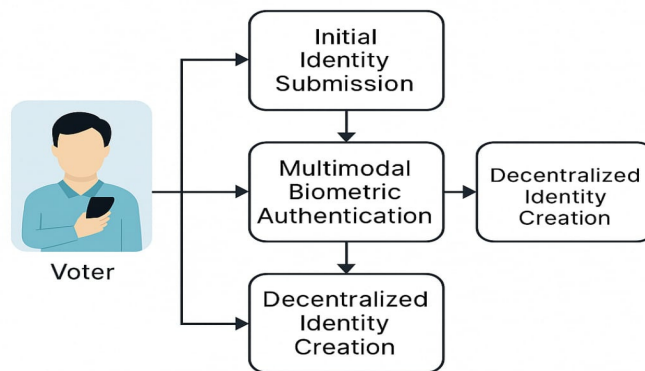 Initial
Identity
Submission
Voter
Multimodal
Biometric
Authentication
Decentralized
Identity
Creation
Decentralized
Identity
Creation